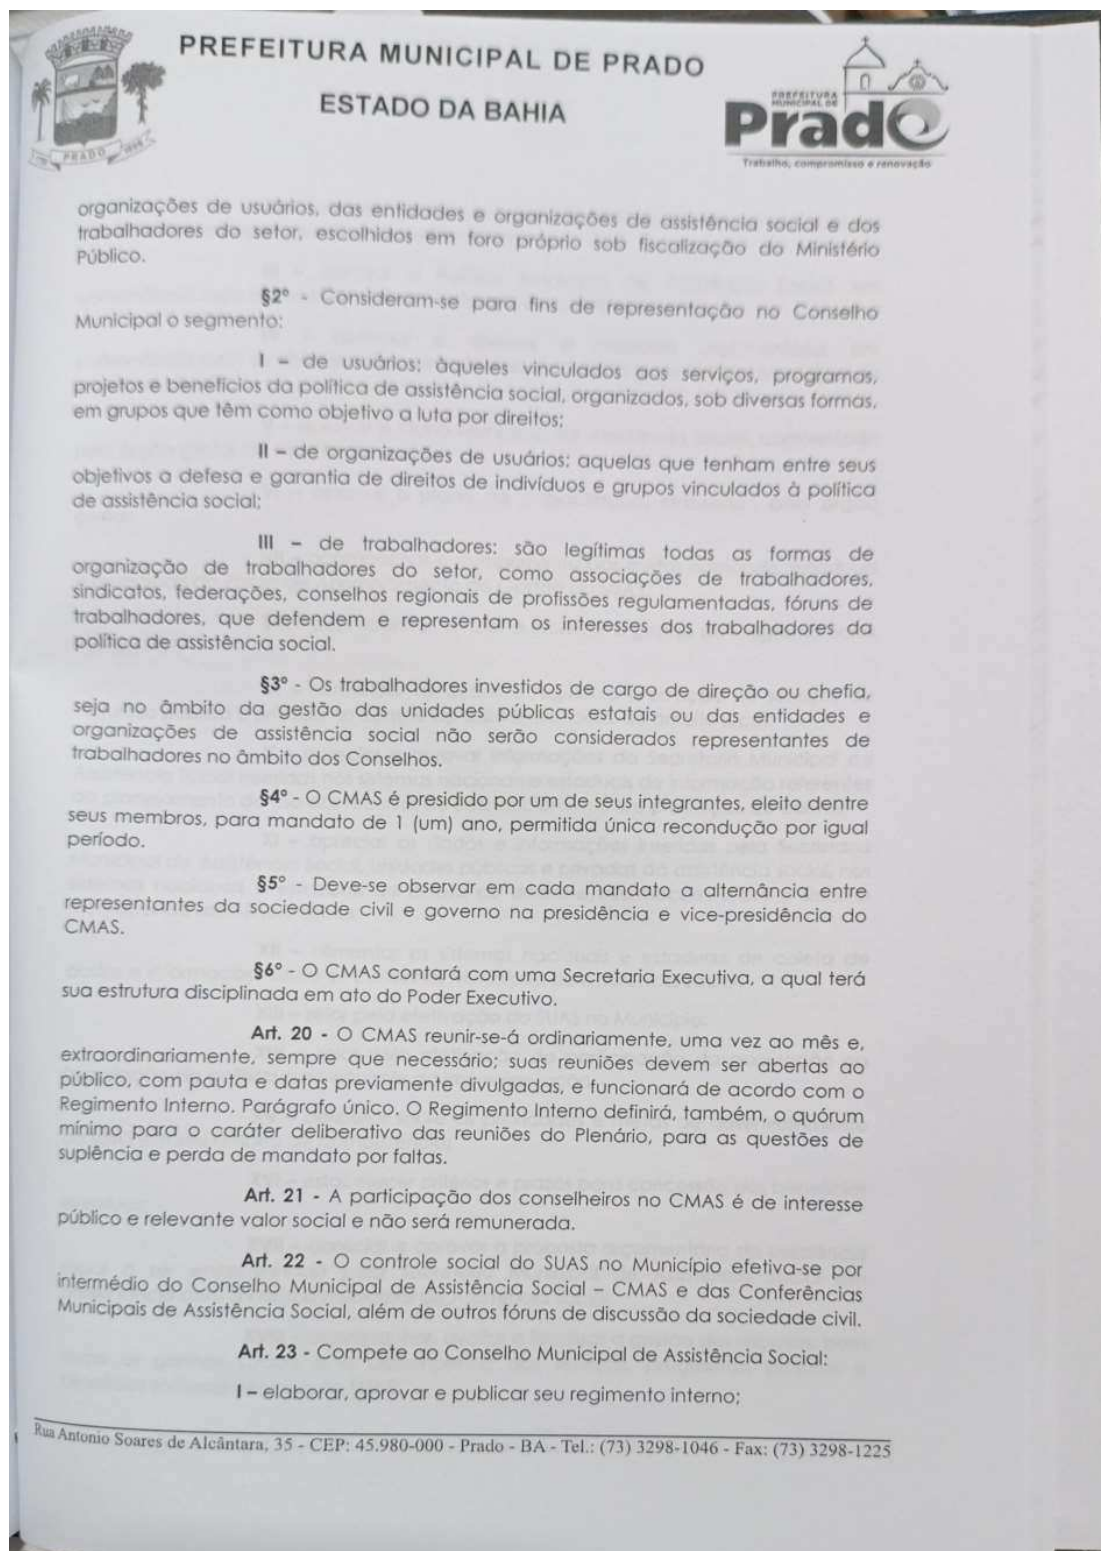 PREFEITURA MUNICIPAL DE PRADO
ESTADO DA BAHIA
PRADO
PREFEITURA
MUNICIPAL DE
Prado
Trabalho, compromisso e renovação
organizações de usuários, das entidades e organizações de assistência social e dos
trabalhadores do setor, escolhidos em foro próprio sob fiscalização do Ministério
Público.
§2º - Consideram-se para fins de representação no Conselho
Municipal o segmento:
I – de usuários: àqueles vinculados aos serviços, programas,
projetos e benefícios da política de assistência social, organizados, sob diversas formas,
em grupos que têm como objetivo a luta por direitos;
II – de organizações de usuários: aquelas que tenham entre seus
objetivos a defesa e garantia de direitos de indivíduos e grupos vinculados à política
de assistência social;
III – de trabalhadores: são legítimas todas as formas de
organização de trabalhadores do setor, como associações de trabalhadores,
sindicatos, federações, conselhos regionais de profissões regulamentadas, fóruns de
trabalhadores, que defendem e representam os interesses dos trabalhadores da
política de assistência social.
§3º - Os trabalhadores investidos de cargo de direção ou chefia,
seja no âmbito da gestão das unidades públicas estatais ou das entidades e
organizações de assistência social não serão considerados representantes de
trabalhadores no âmbito dos Conselhos.
§4º - O CMAS é presidido por um de seus integrantes, eleito dentre
seus membros, para mandato de 1 (um) ano, permitida única recondução por igual
período.
§5º - Deve-se observar em cada mandato a alternância entre
representantes da sociedade civil e governo na presidência e vice-presidência do
CMAS.
§6º - O CMAS contará com uma Secretaria Executiva, a qual terá
sua estrutura disciplinada em ato do Poder Executivo.
Art. 20 - O CMAS reunir-se-á ordinariamente, uma vez ao mês e,
extraordinariamente, sempre que necessário; suas reuniões devem ser abertas ao
público, com pauta e datas previamente divulgadas, e funcionará de acordo com o
Regimento Interno. Parágrafo único. O Regimento Interno definirá, também, o quórum
mínimo para o caráter deliberativo das reuniões do Plenário, para as questões de
suplência e perda de mandato por faltas.
Art. 21 - A participação dos conselheiros no CMAS é de interesse
público e relevante valor social e não será remunerada.
Art. 22 - O controle social do SUAS no Município efetiva-se por
intermédio do Conselho Municipal de Assistência Social – CMAS e das Conferências
Municipais de Assistência Social, além de outros fóruns de discussão da sociedade civil.
Art. 23 - Compete ao Conselho Municipal de Assistência Social:
I – elaborar, aprovar e publicar seu regimento interno;
Rua Antonio Soares de Alcântara, 35 - CEP: 45.980-000 - Prado - BA - Tel.: (73) 3298-1046 - Fax: (73) 3298-1225